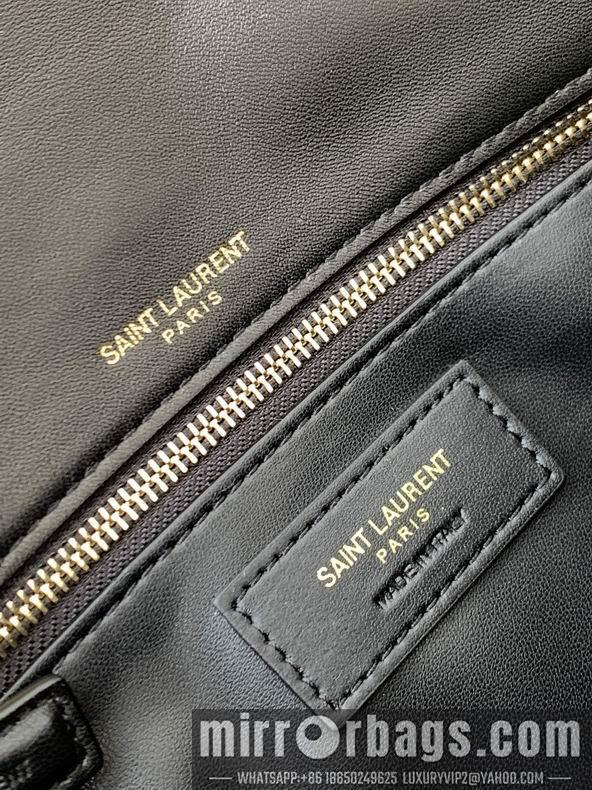 SAINT LAURENT
PARIS
SAINT LAURENT
PARIS
MADE IN ITALY
mirrorbags.com
WHATSAPP:+86 18650249625 LUXURYVIP2@YAHOO.COM